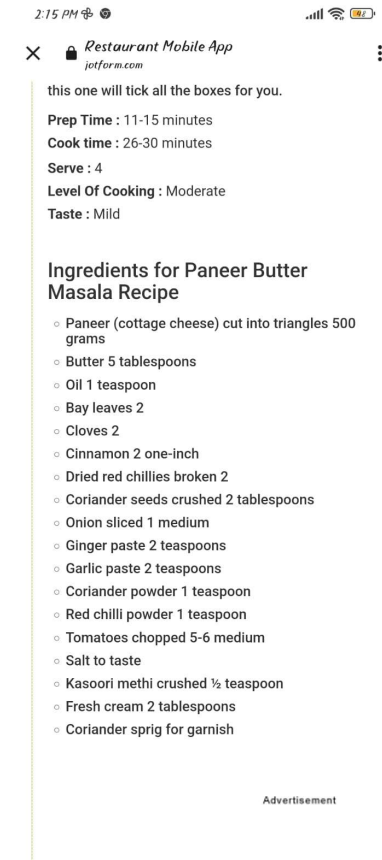 2:15 PM
48
Restaurant Mobile App
jotform.com
this one will tick all the boxes for you.
Prep Time : 11-15 minutes
Cook time : 26-30 minutes
Serve : 4
Level Of Cooking : Moderate
Taste : Mild
Ingredients for Paneer Butter
Masala Recipe
Paneer (cottage cheese) cut into triangles 500
grams
Butter 5 tablespoons
Oil 1 teaspoon
Bay leaves 2
Cloves 2
Cinnamon 2 one-inch
Dried red chillies broken 2
Coriander seeds crushed 2 tablespoons
Onion sliced 1 medium
Ginger paste 2 teaspoons
Garlic paste 2 teaspoons
Coriander powder 1 teaspoon
Red chilli powder 1 teaspoon
Tomatoes chopped 5-6 medium
Salt to taste
Kasoori methi crushed ½ teaspoon
Fresh cream 2 tablespoons
Coriander sprig for garnish
Advertisement